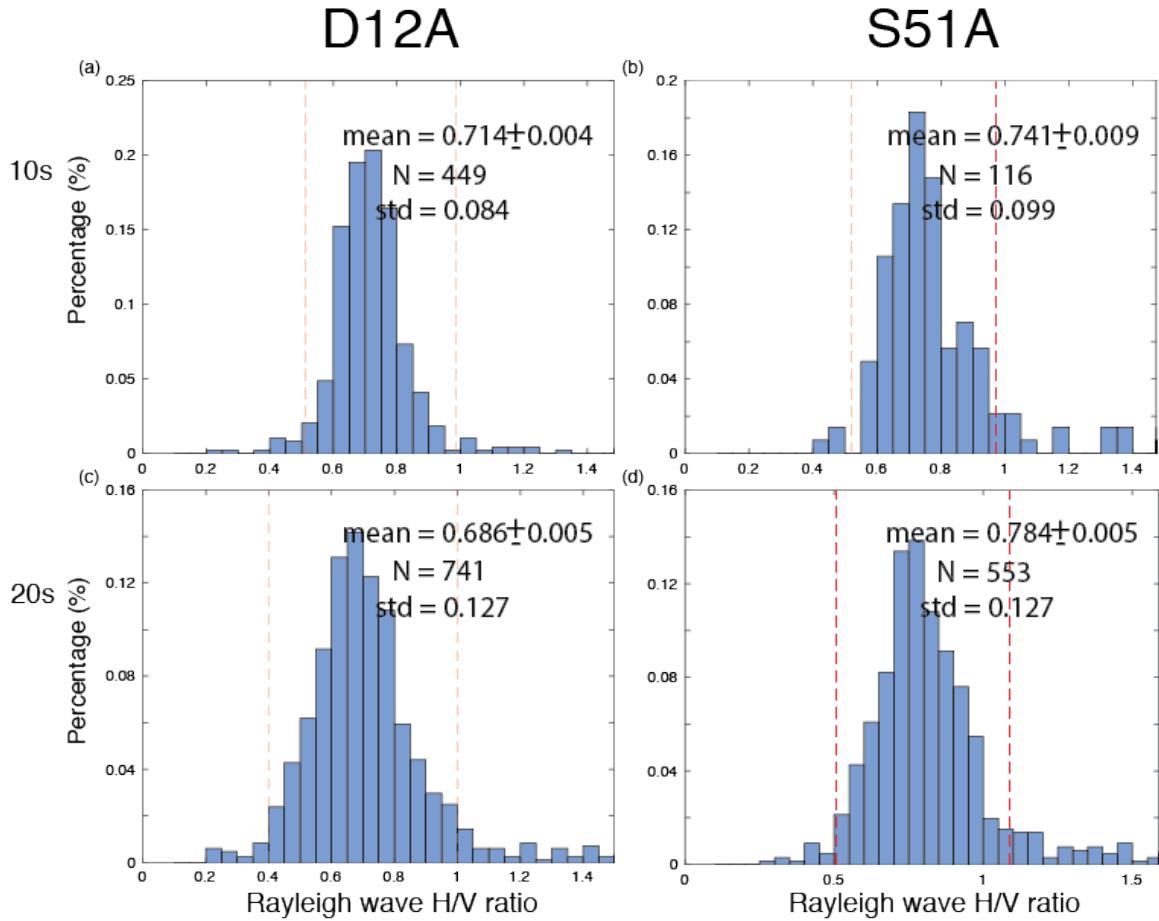 D12A
S51A
(a)
(b)
10s
Percentage (%)
0.25
0.2
0.15
0.1
0.05
0
0 0.2 0.4 0.6 0.8 1 1.2 1.4
mean = 0.714±0.004
N = 449
std = 0.084
0.2
0.16
0.12
0.08
0.04
0
0 0.2 0.4 0.6 0.8 1 1.2 1.4
mean = 0.741±0.009
N = 116
std = 0.099
(c)
(d)
20s
Percentage (%)
0.16
0.12
0.08
0.04
0
0 0.2 0.4 0.6 0.8 1 1.2 1.4
mean = 0.686±0.005
N = 741
std = 0.127
Rayleigh wave H/V ratio
0.16
0.12
0.08
0.04
0
0 0.5 1 1.5
mean = 0.784±0.005
N = 553
std = 0.127
Rayleigh wave H/V ratio